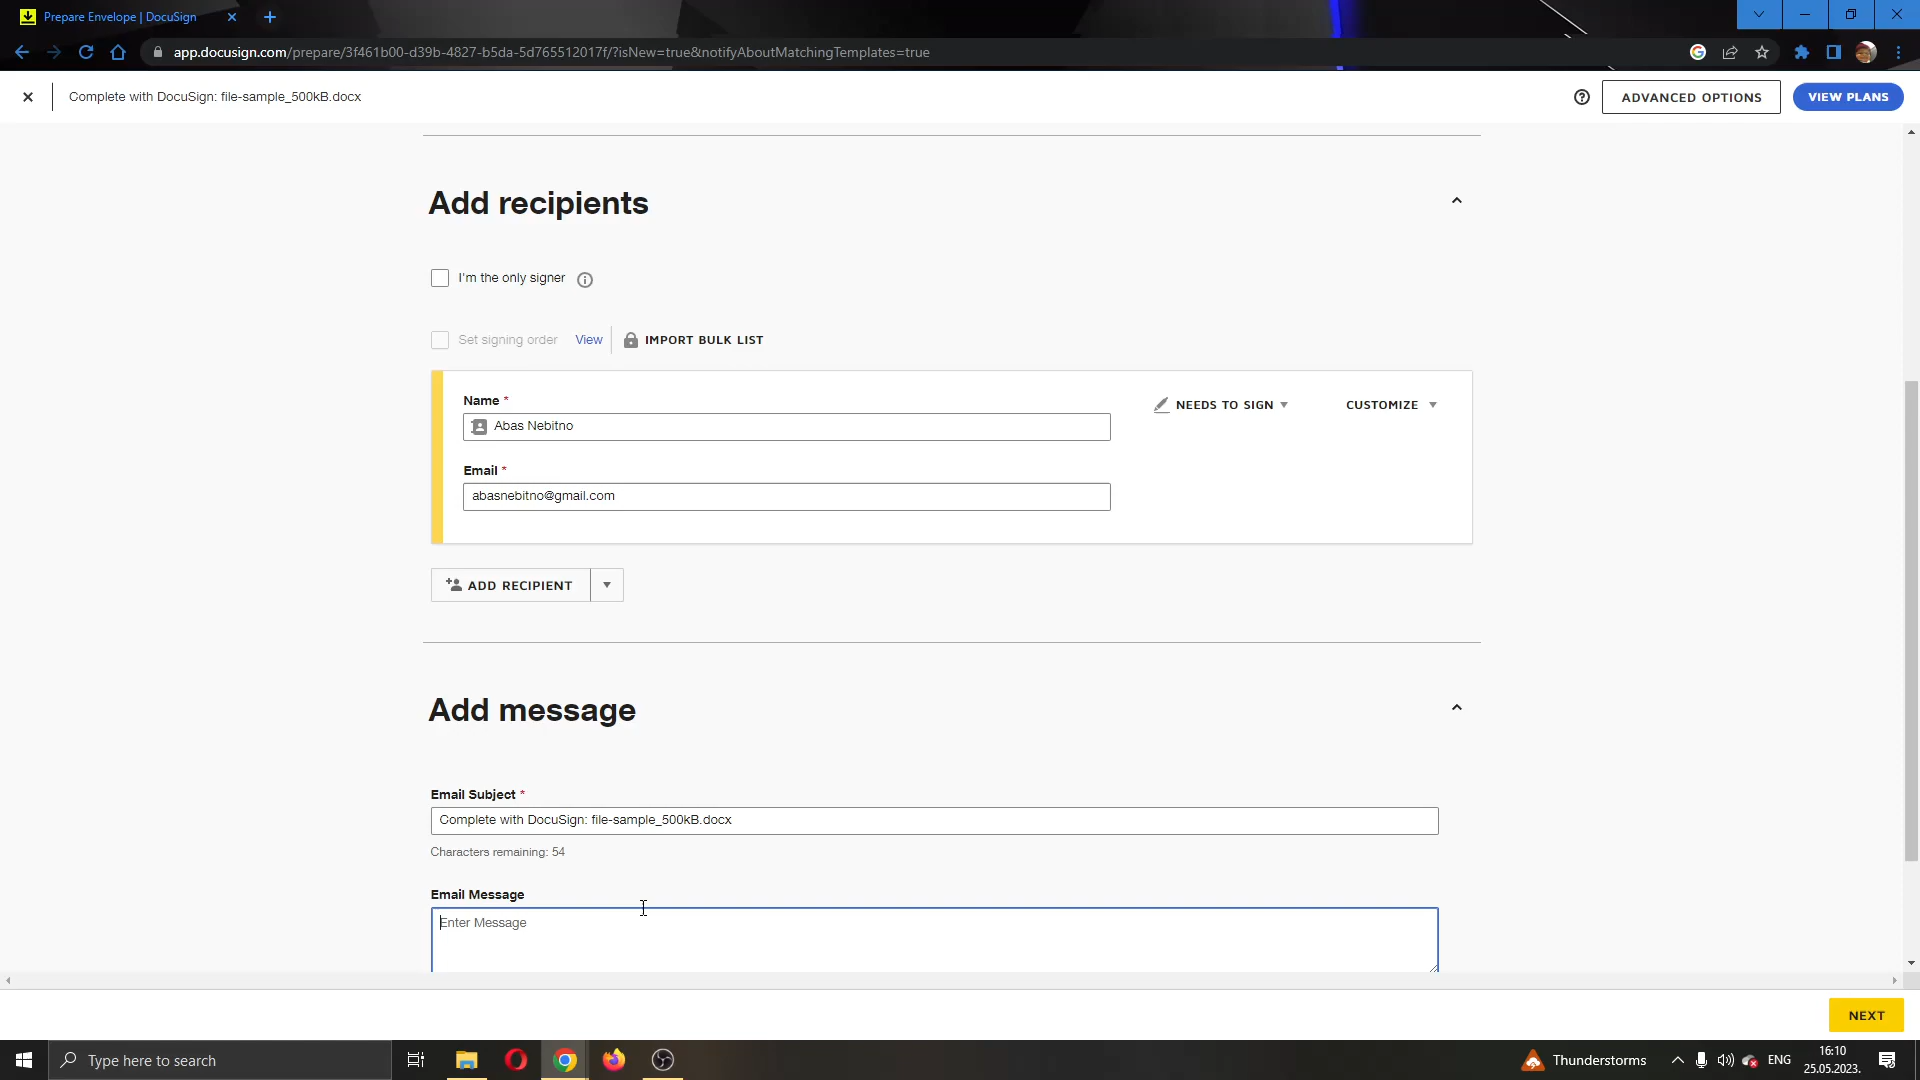 Prepare Envelope | DocuSign
app.docusign.com/prepare/3f461b00-d39b-4827-b5da-5d765512017f/?isNew=true&notifyAboutMatchingTemplates=true
Complete with DocuSign: file-sample_500kB.docx
ADVANCED OPTIONS
VIEW PLANS
Add recipients
I'm the only signer
Set signing order View IMPORT BULK LIST
Name *
NEEDS TO SIGN
CUSTOMIZE
Abas Nebitno
Email *
abasnebitno@gmail.com
ADD RECIPIENT
Add message
Email Subject *
Complete with DocuSign: file-sample_500kB.docx
Characters remaining: 54
Email Message
Enter Message
NEXT
Type here to search
Thunderstorms
ENG
16:10
25.05.2023.